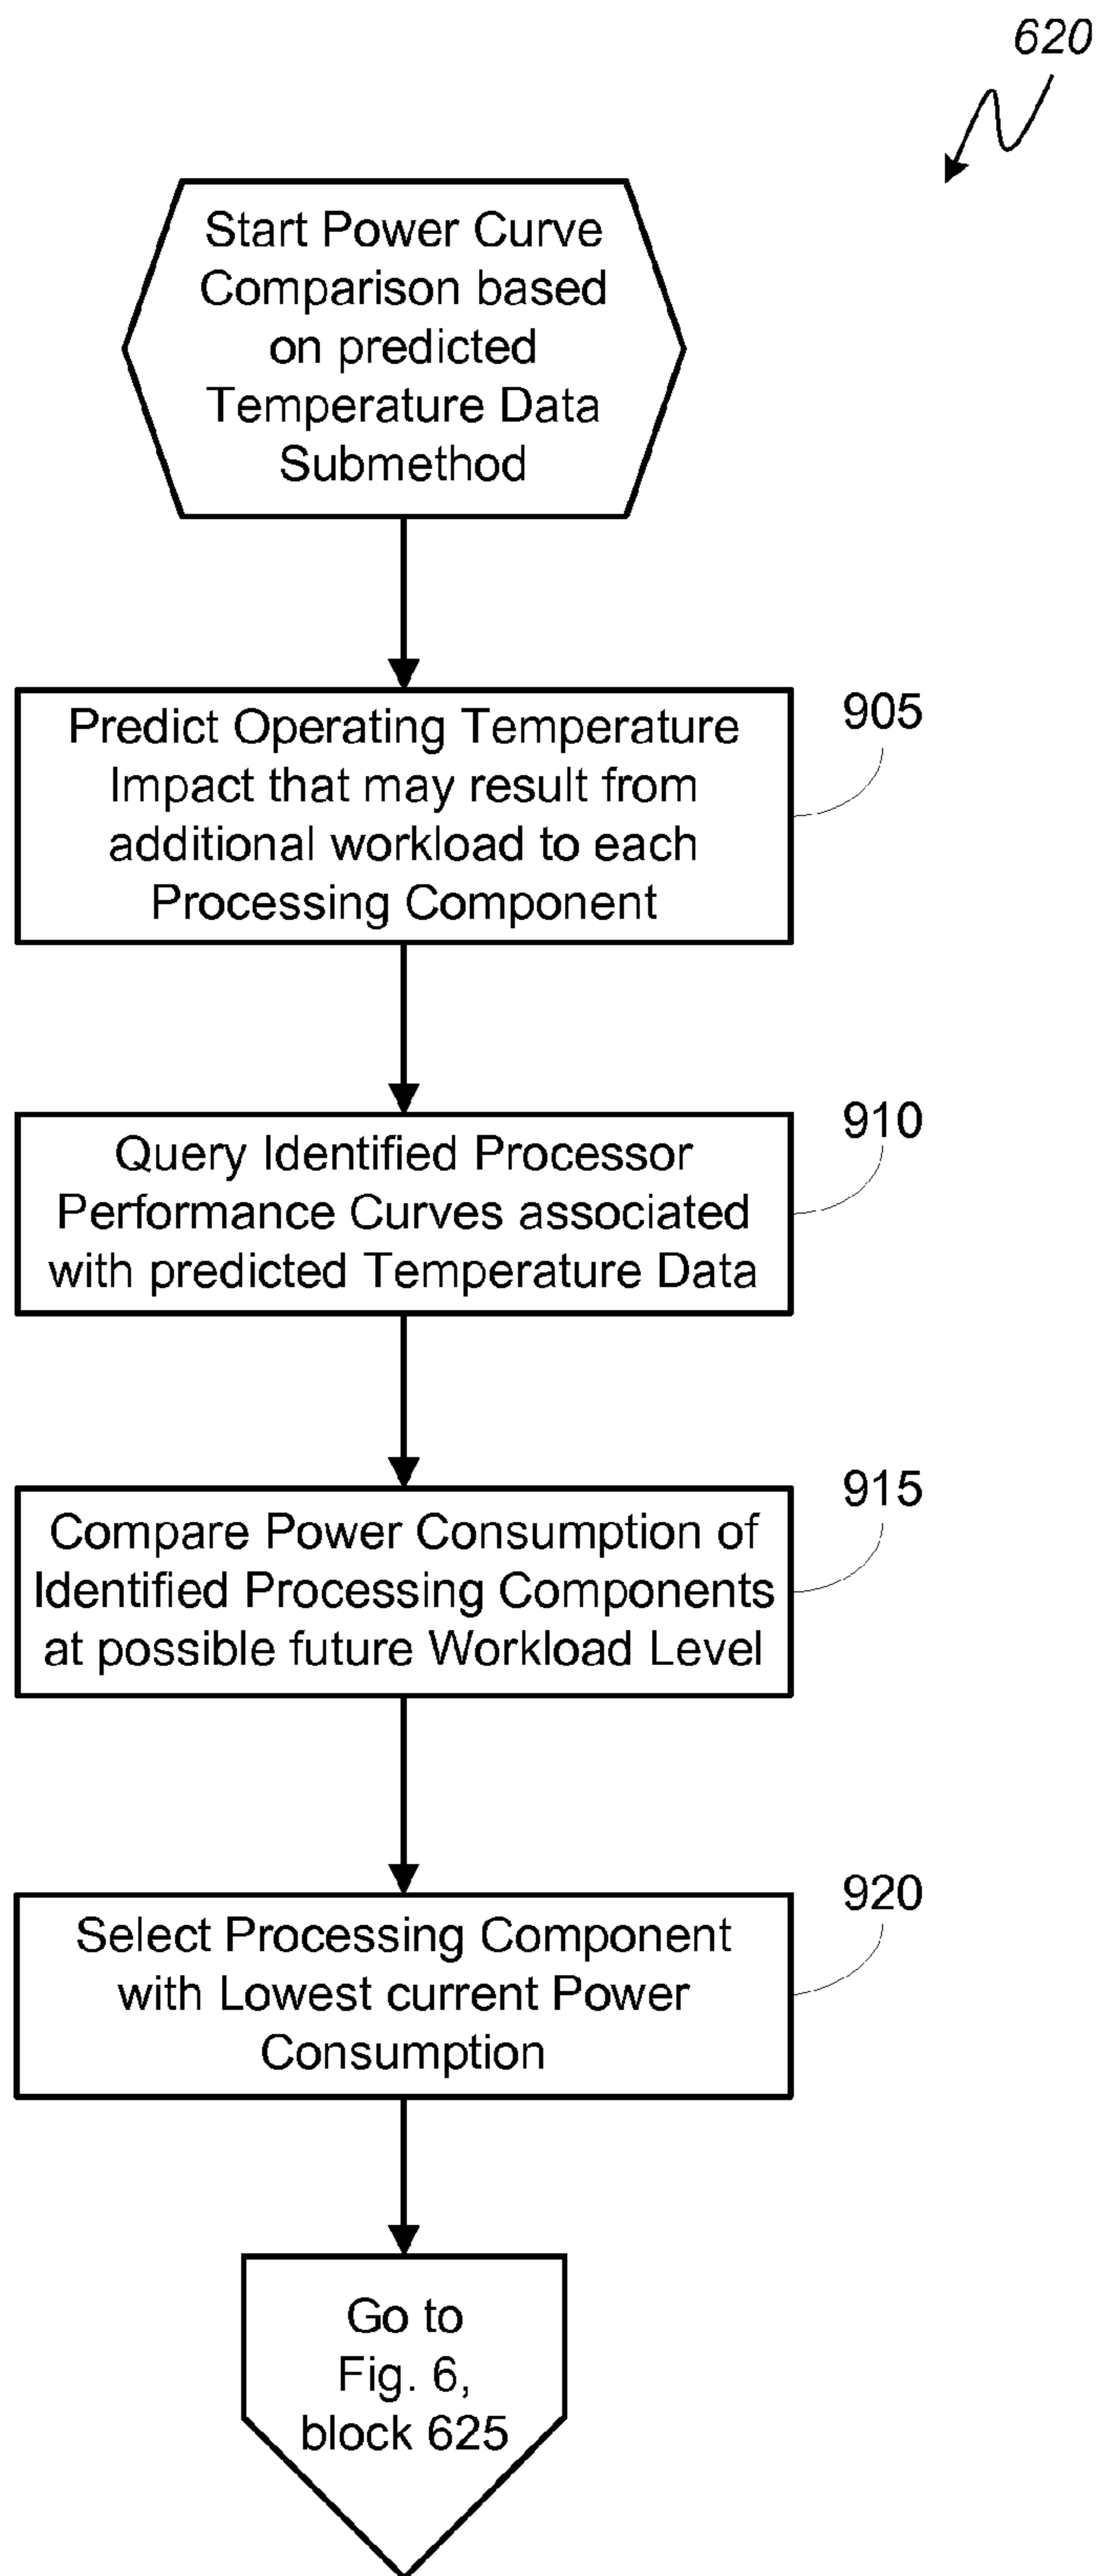 620
Start Power Curve
Comparison based
on predicted
Temperature Data
Submethod
Predict Operating Temperature
Impact that may result from
additional workload to each
Processing Component
905
Query Identified Processor
Performance Curves associated
with predicted Temperature Data
910
Compare Power Consumption of
Identified Processing Components
at possible future Workload Level
915
Select Processing Component
with Lowest current Power
Consumption
920
Go to
Fig. 6,
block 625